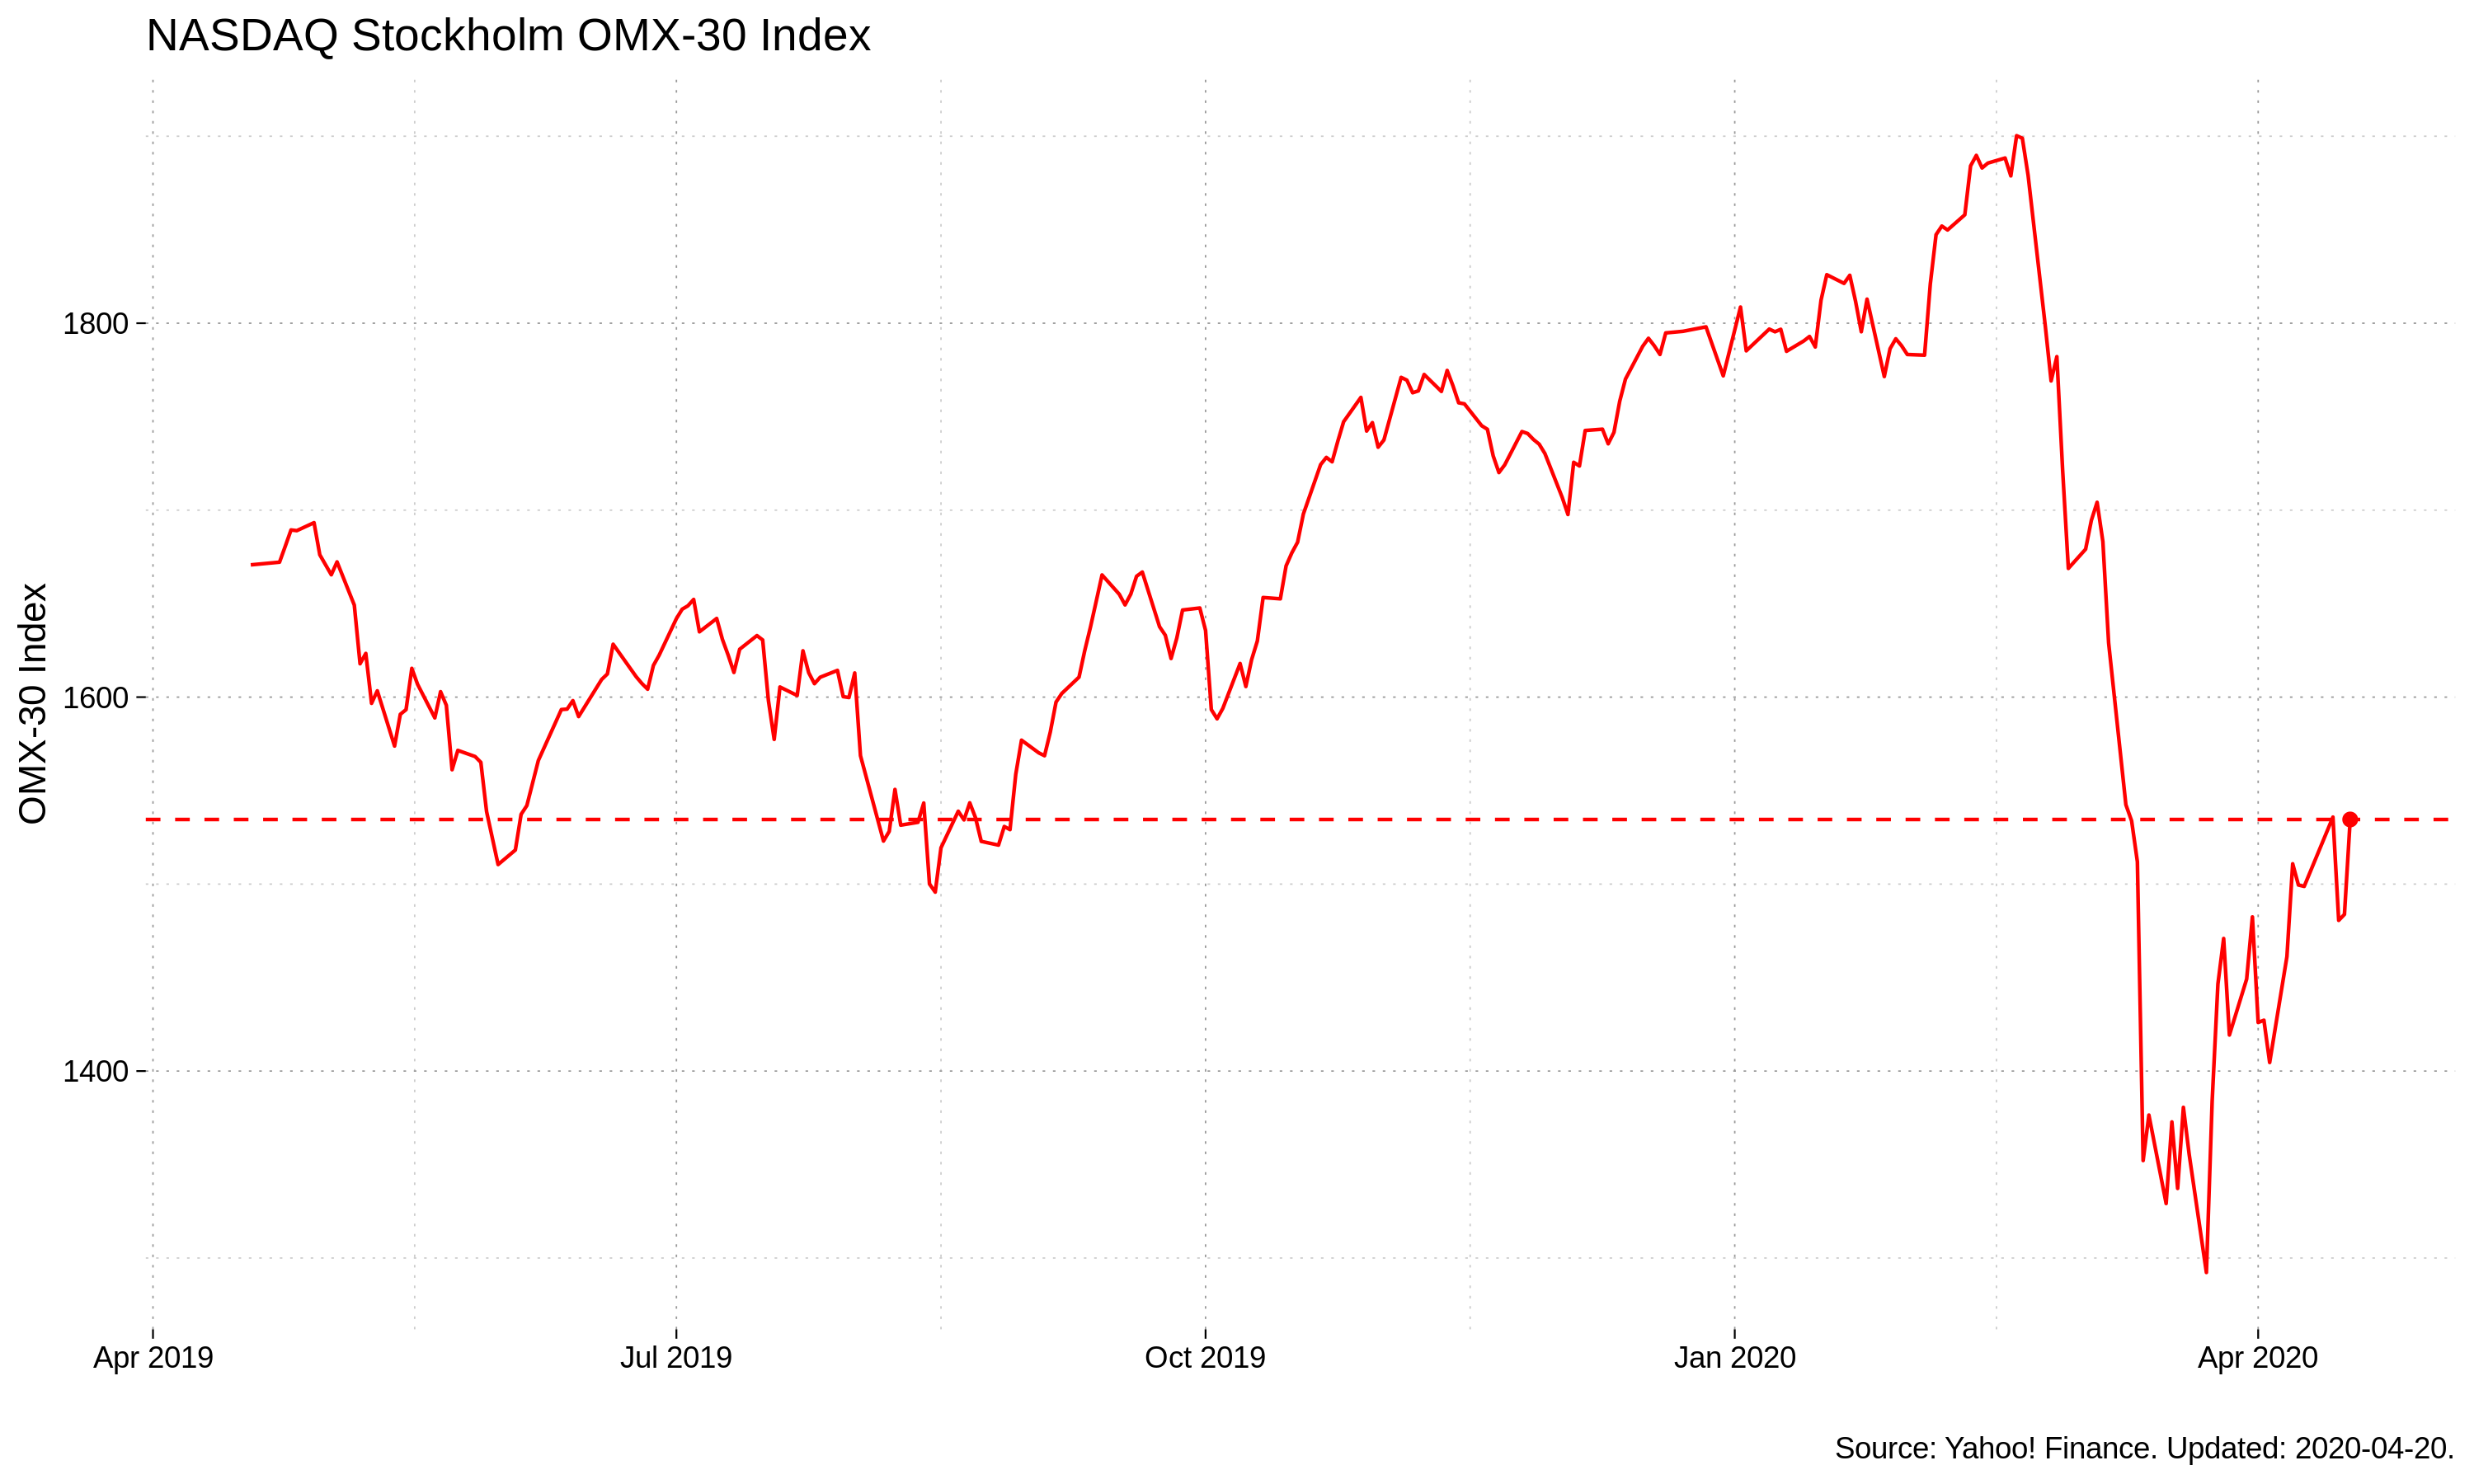 NASDAQ Stockholm OMX-30 Index
OMX-30 Index
1800
1600
1400
Apr 2019
Jul 2019
Oct 2019
Jan 2020
Apr 2020
Source: Yahoo! Finance. Updated: 2020-04-20.